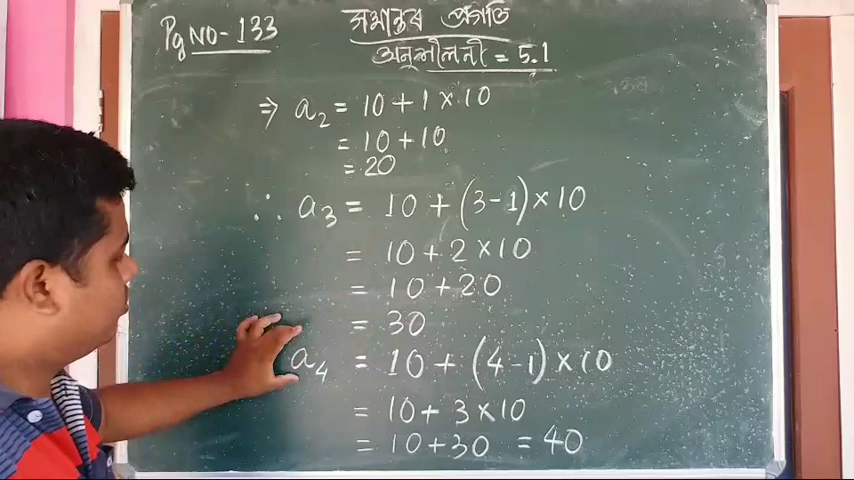 Pg NO - 133
সমান্তৰ প্ৰগতি
অনুশীলনী = 5.1
⇒ a₂ = 10 + 1 × 10
= 10 + 10
= 20
∴ a₃ = 10 + (3-1) × 10
= 10 + 2 × 10
= 10 + 20
= 30
a₄ = 10 + (4-1) × 10
= 10 + 3 × 10
= 10 + 30 = 40